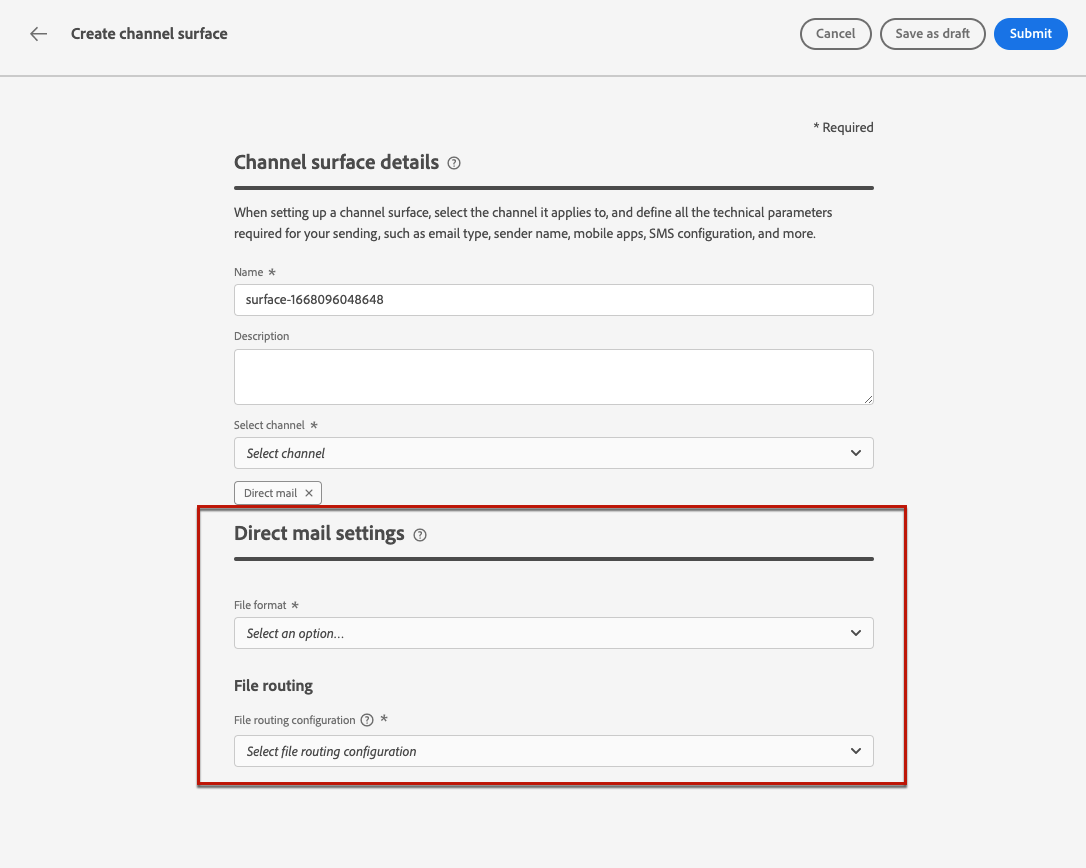 Create channel surface
Cancel
Save as draft
Submit
* Required
Channel surface details
When setting up a channel surface, select the channel it applies to, and define all the technical parameters
required for your sending, such as email type, sender name, mobile apps, SMS configuration, and more.
Name *
surface-1668096048648
Description
Select channel *
Select channel
Direct mail ×
Direct mail settings
File format *
Select an option...
File routing
File routing configuration *
Select file routing configuration